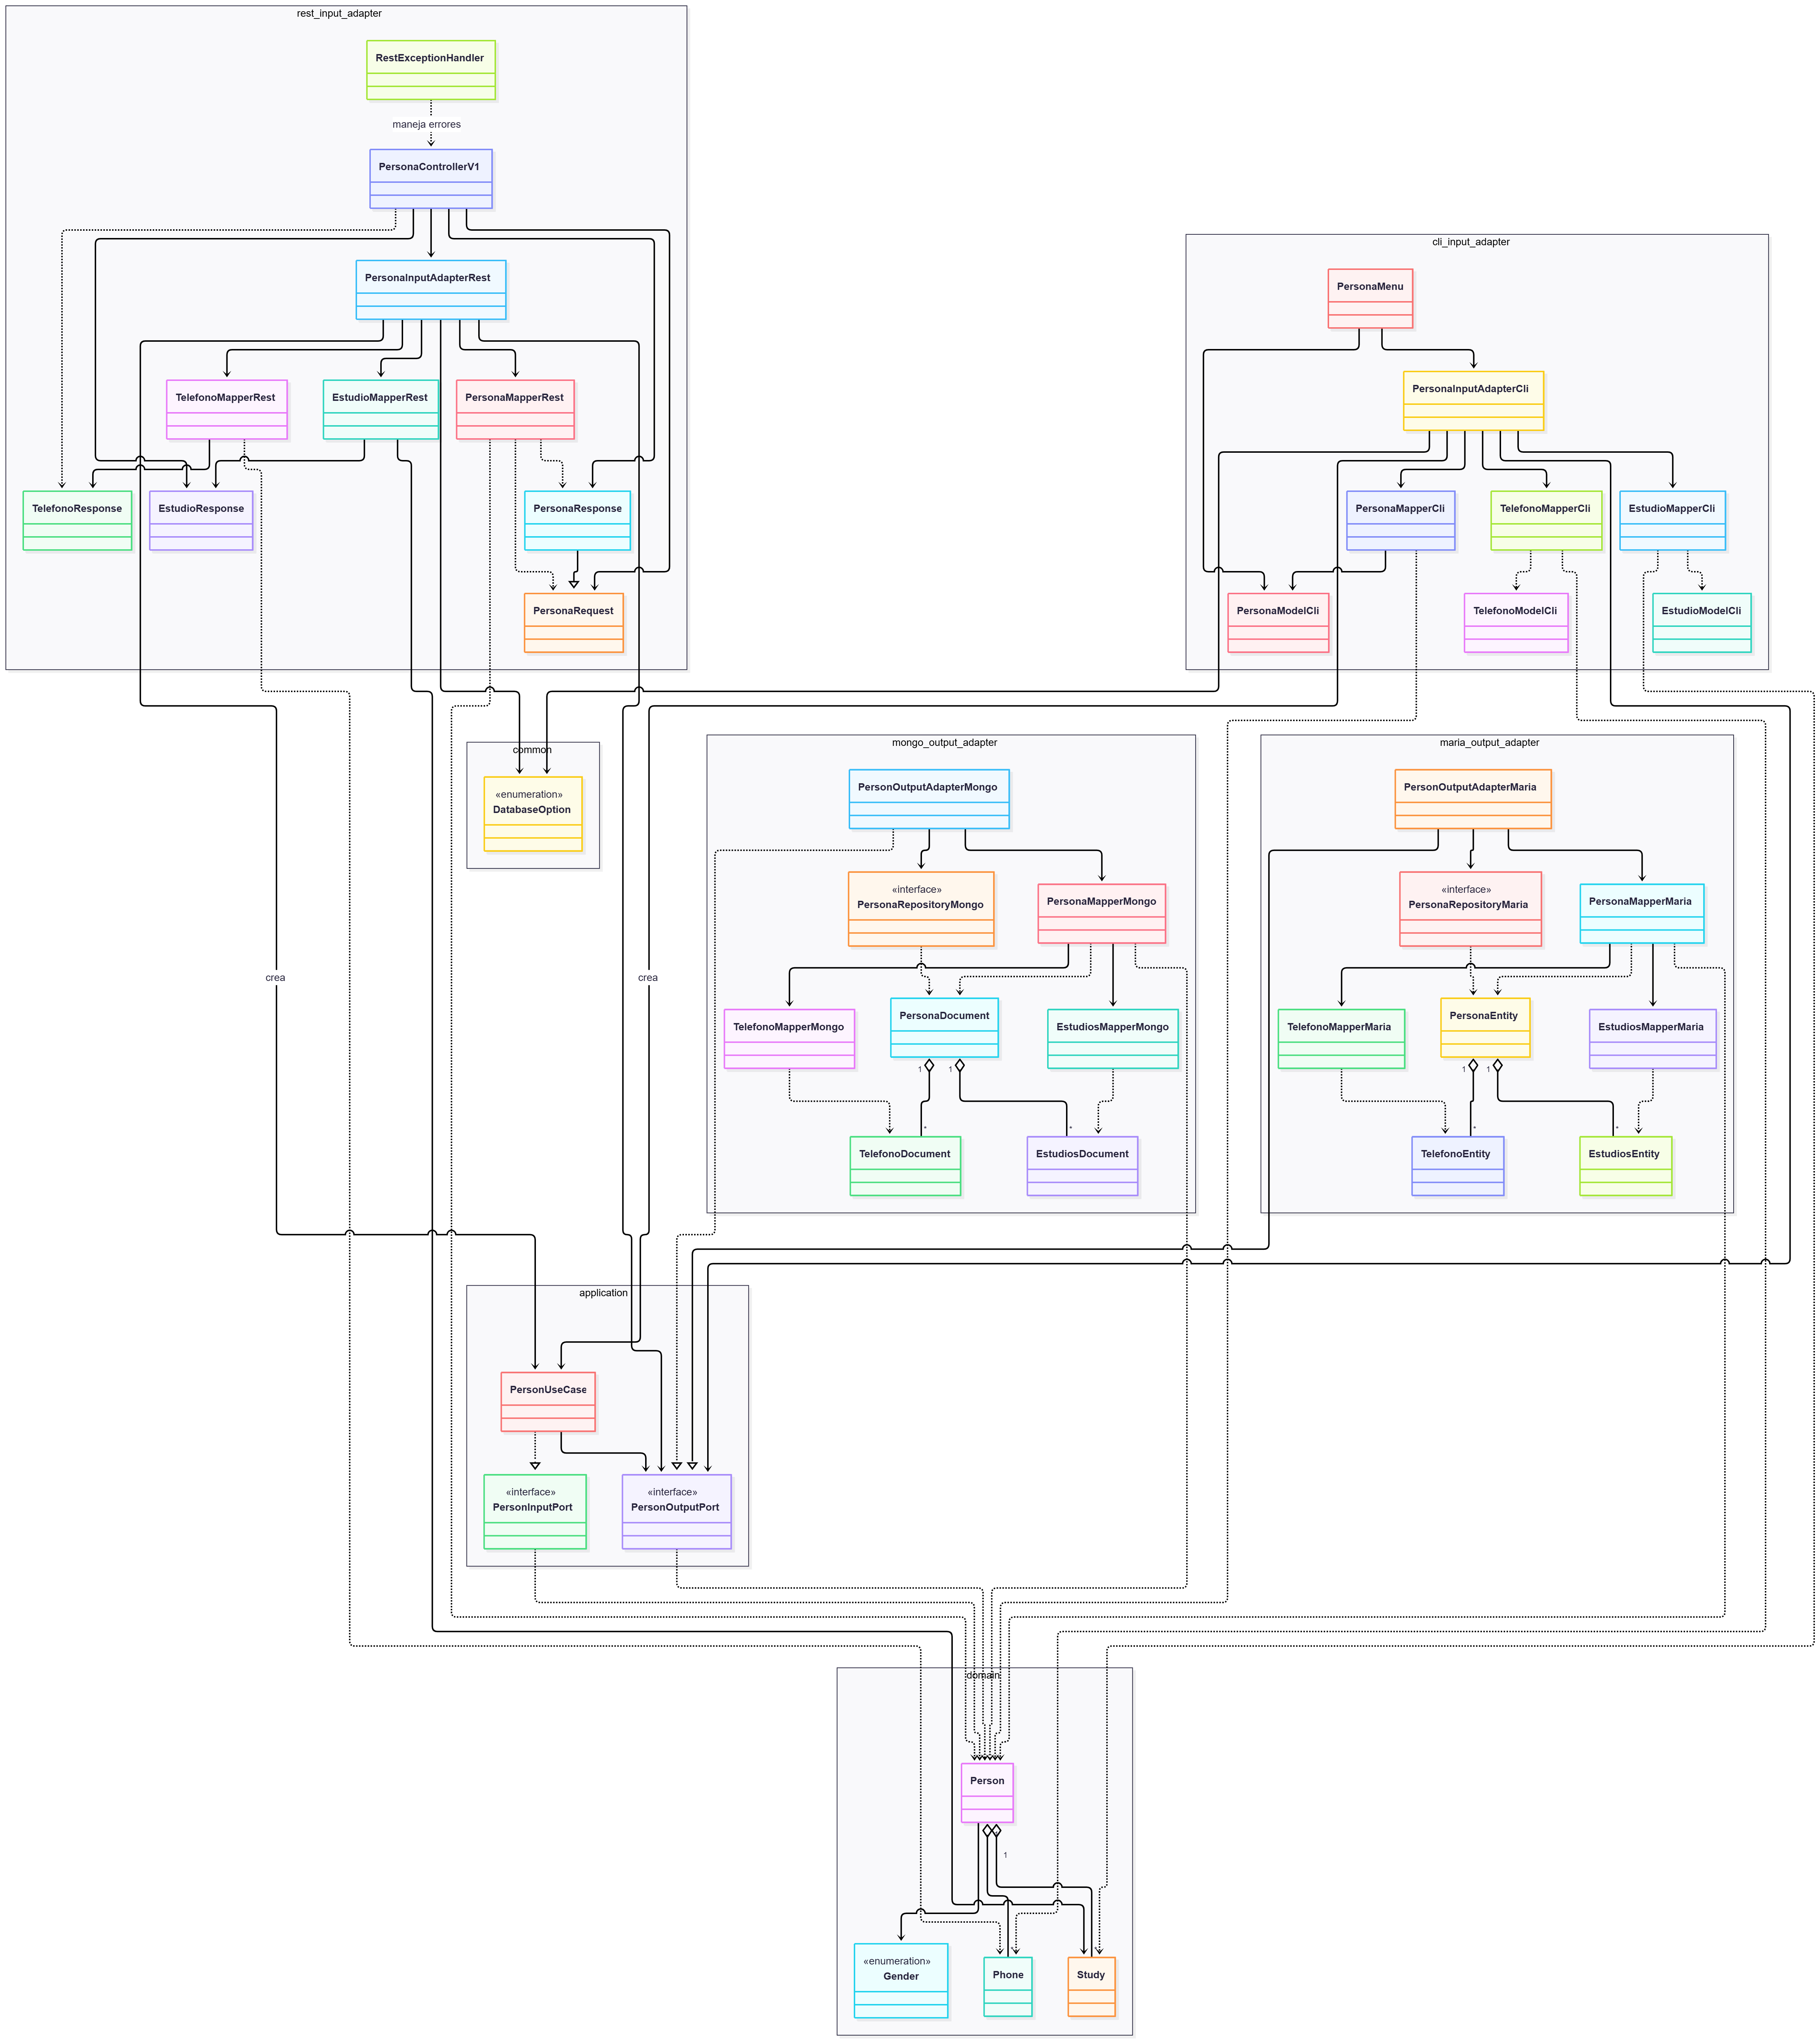 rest_input_adapter
RestExceptionHandler
maneja errores
PersonaControllerV1
PersonaInputAdapterRest
TelefonoMapperRest
EstudioMapperRest
PersonaMapperRest
TelefonoResponse
EstudioResponse
PersonaResponse
PersonaRequest
cli_input_adapter
PersonaMenu
PersonaInputAdapterCli
PersonaMapperCli
TelefonoMapperCli
EstudioMapperCli
PersonaModelCli
TelefonoModelCli
EstudioModelCli
common
«enumeration»
DatabaseOption
mongo_output_adapter
PersonOutputAdapterMongo
«interface»
PersonaRepositoryMongo
PersonaMapperMongo
TelefonoMapperMongo
PersonaDocument
EstudiosMapperMongo
1
1
*
*
TelefonoDocument
EstudiosDocument
maria_output_adapter
PersonOutputAdapterMaria
«interface»
PersonaRepositoryMaria
PersonaMapperMaria
TelefonoMapperMaria
PersonaEntity
EstudiosMapperMaria
1
1
*
*
TelefonoEntity
EstudiosEntity
crea
crea
application
PersonUseCase
«interface»
PersonInputPort
«interface»
PersonOutputPort
domain
Person
1
«enumeration»
Gender
Phone
Study